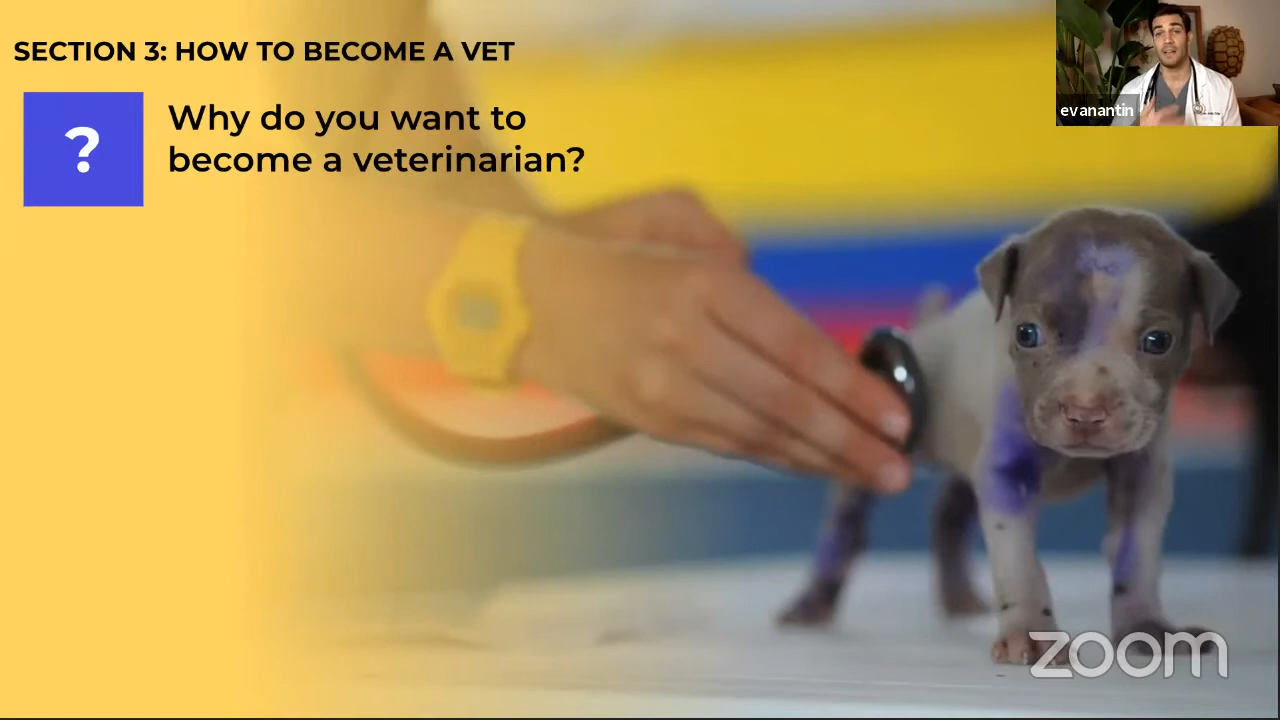 SECTION 3: HOW TO BECOME A VET
?
Why do you want to
become a veterinarian?
evanantin
zoom